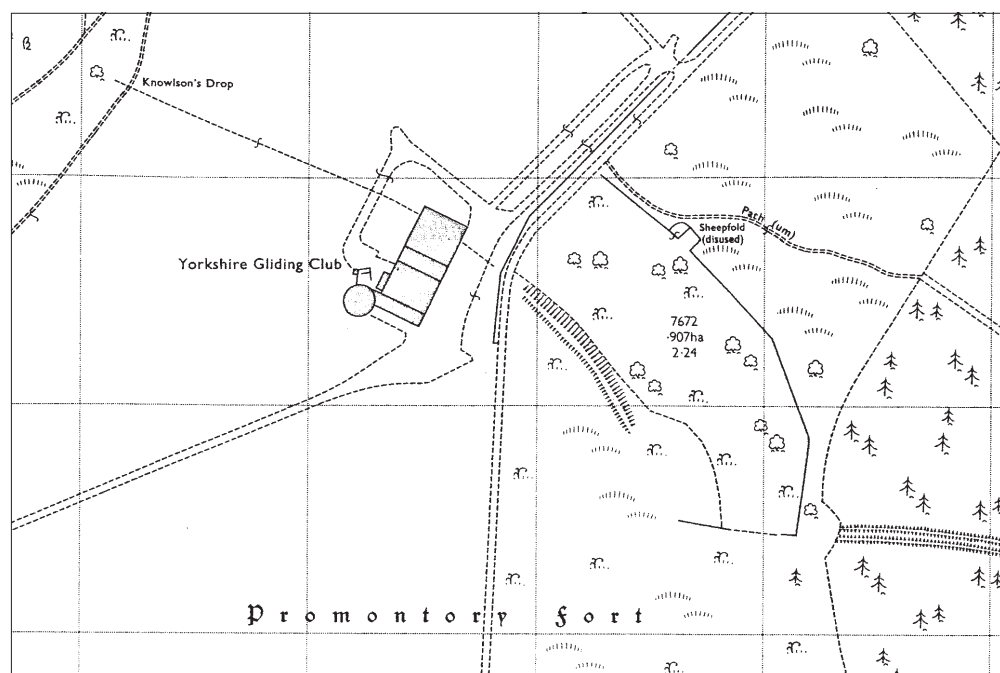 Knowlson's Drop
Path (um)
Sheepfold
(disused)
Yorkshire Gliding Club
7672
·907ha
2·24
Promontory Fort